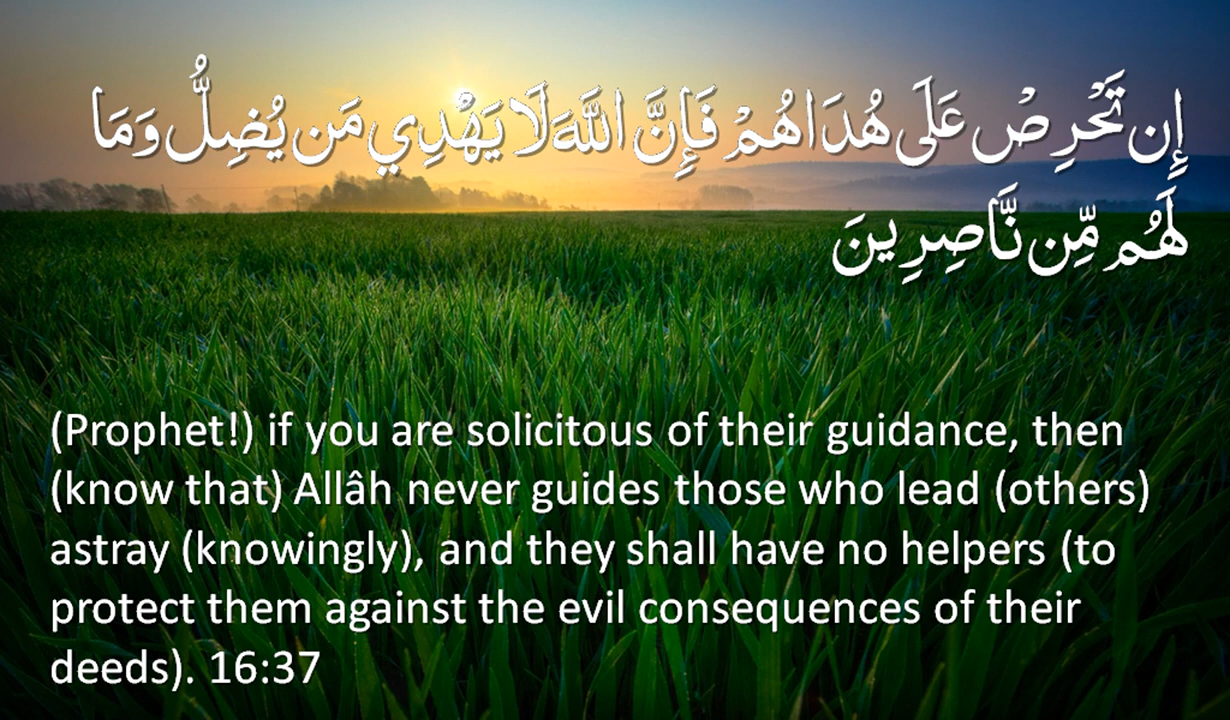 إِن تَحْرِصْ عَلَى هُدَاهُمْ فَإِنَّ اللَّهَ لَا يَهْدِي مَن يُضِلُّ وَمَا
لَهُم مِّن نَّاصِرِينَ
(Prophet!) if you are solicitous of their guidance, then
(know that) Allâh never guides those who lead (others)
astray (knowingly), and they shall have no helpers (to
protect them against the evil consequences of their
deeds). 16:37